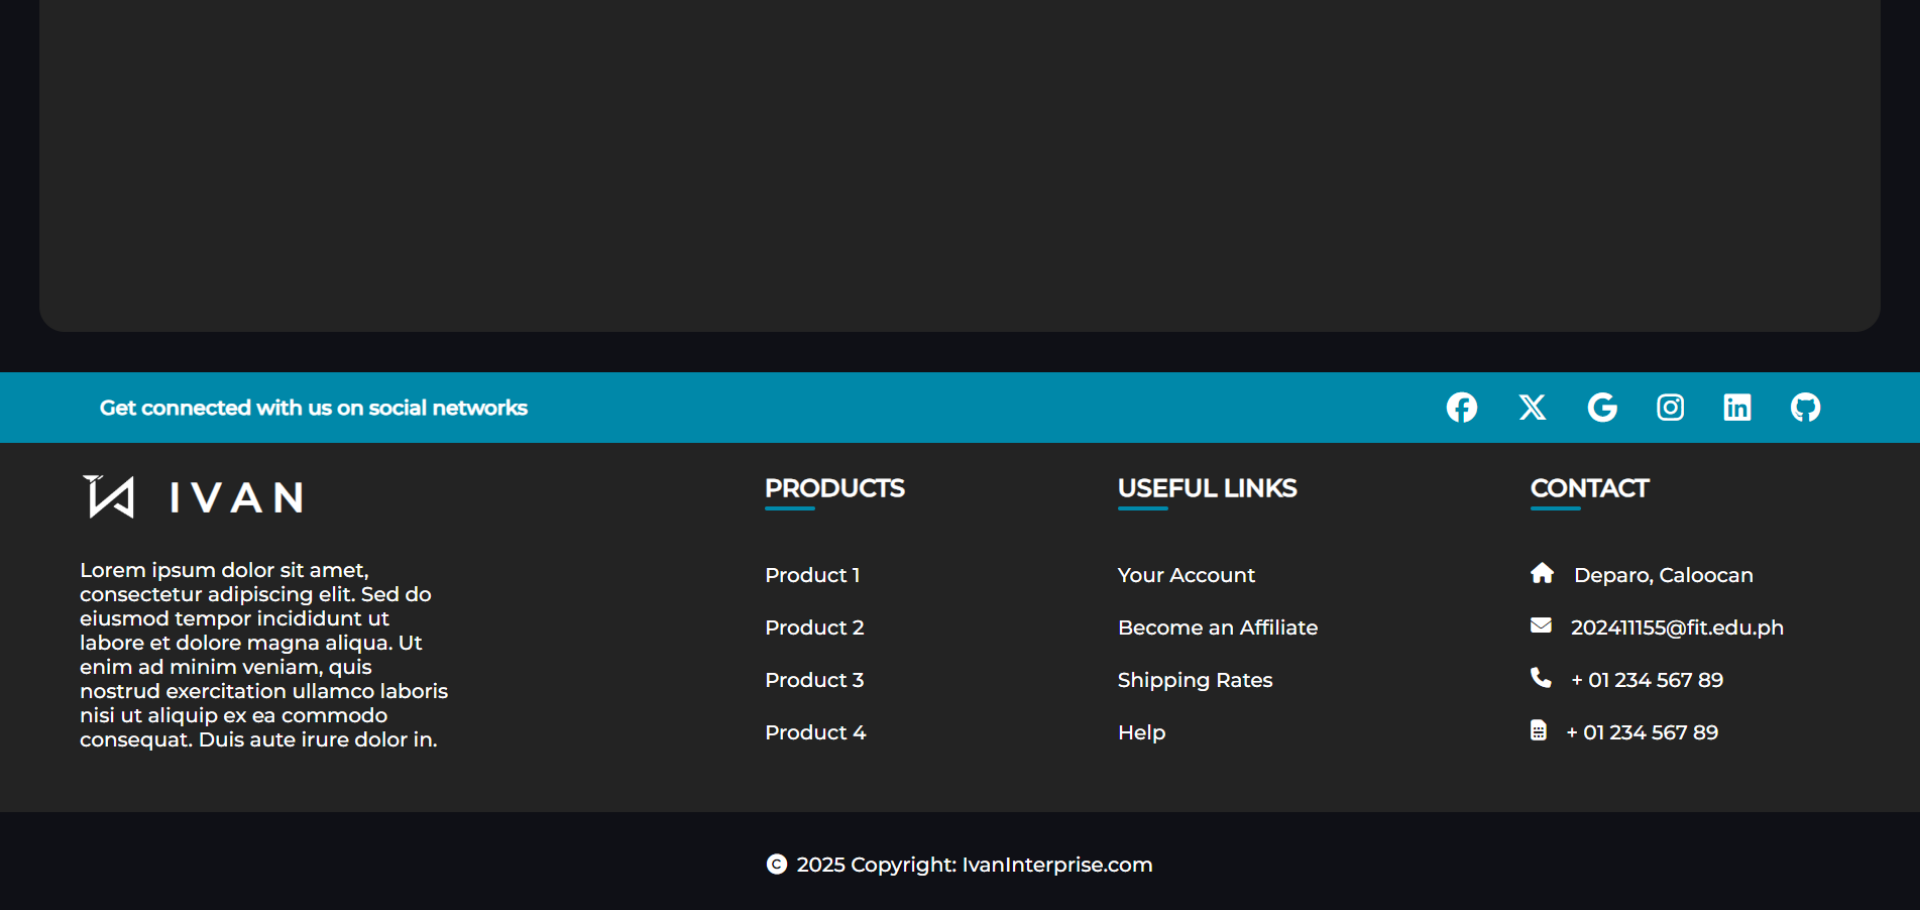 Get connected with us on social networks
IVAN
Lorem ipsum dolor sit amet,
consectetur adipiscing elit. Sed do
eiusmod tempor incididunt ut
labore et dolore magna aliqua. Ut
enim ad minim veniam, quis
nostrud exercitation ullamco laboris
nisi ut aliquip ex ea commodo
consequat. Duis aute irure dolor in.
PRODUCTS
Product 1
Product 2
Product 3
Product 4
USEFUL LINKS
Your Account
Become an Affiliate
Shipping Rates
Help
CONTACT
Deparo, Caloocan
202411155@fit.edu.ph
+ 01 234 567 89
+ 01 234 567 89
© 2025 Copyright: IvanInterprise.com